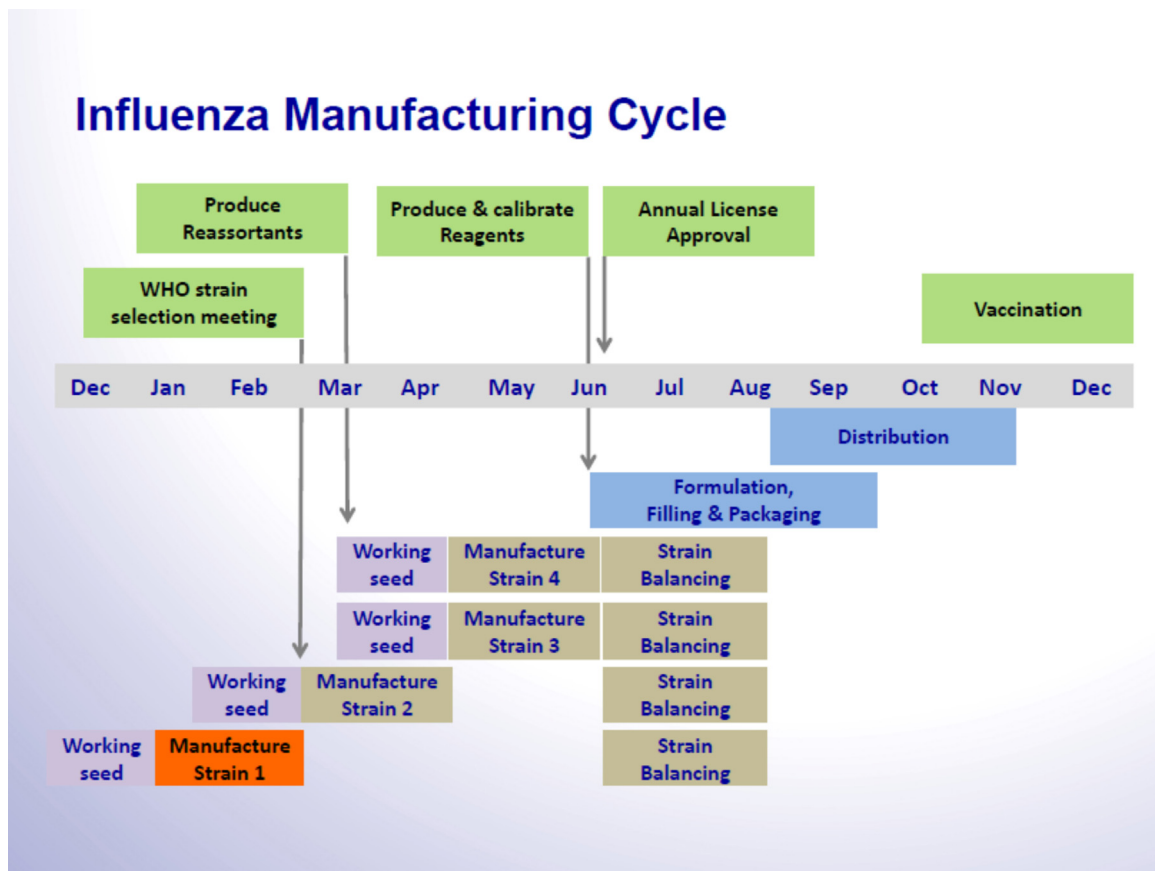 Influenza Manufacturing Cycle
Produce
Reassortants
Produce & calibrate
Reagents
Annual License
Approval
WHO strain
selection meeting
Vaccination
Dec Jan Feb Mar Apr May Jun Jul Aug Sep Oct Nov Dec
Distribution
Formulation,
Filling & Packaging
Working
seed
Manufacture
Strain 4
Strain
Balancing
Working
seed
Manufacture
Strain 3
Strain
Balancing
Working
seed
Manufacture
Strain 2
Strain
Balancing
Working
seed
Manufacture
Strain 1
Strain
Balancing